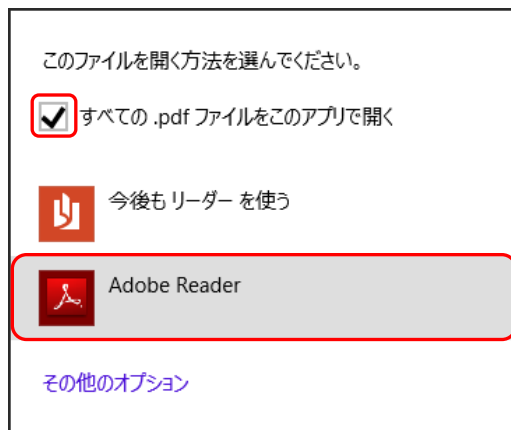 このファイルを開く方法を選んでください。
すべての .pdf ファイルをこのアプリで開く
今後も リーダー を使う
Adobe Reader
その他のオプション